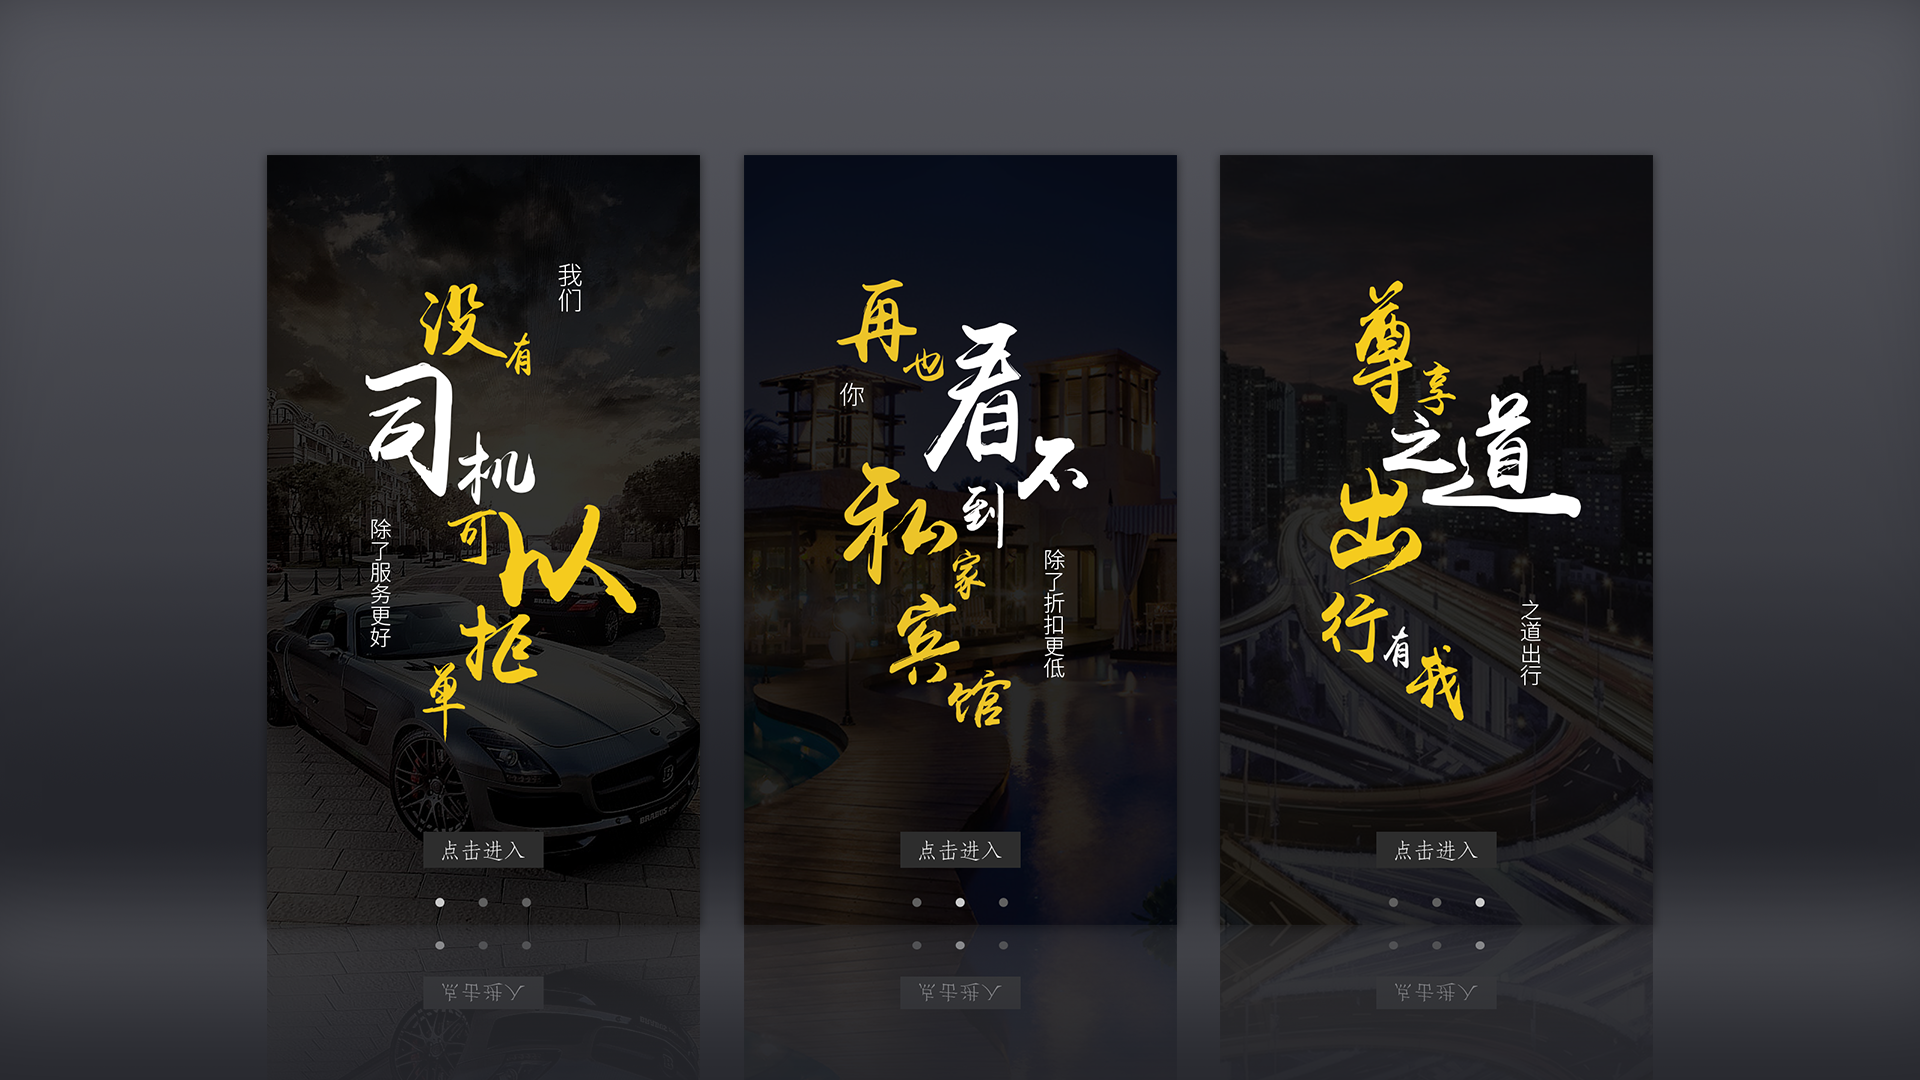 我们
没有
司机
可以
拒
单
除了服务更好
BRABUS
点击进入
再也
你
看不
到
私家
宾馆
除了折扣更低
点击进入
尊享
之道
出
行有我
之道出行
点击进入